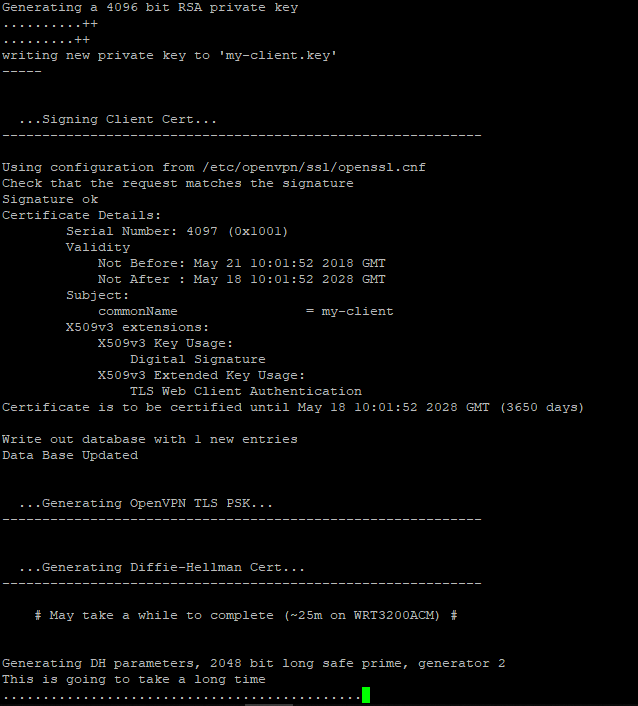 Generating a 4096 bit RSA private key
..........++
.........++
writing new private key to 'my-client.key'
-----
...Signing Client Cert...
------------------------------------------------------------
Using configuration from /etc/openvpn/ssl/openssl.cnf
Check that the request matches the signature
Signature ok
Certificate Details:
Serial Number: 4097 (0x1001)
Validity
Not Before: May 21 10:01:52 2018 GMT
Not After : May 18 10:01:52 2028 GMT
Subject:
commonName                = my-client
X509v3 extensions:
X509v3 Key Usage:
Digital Signature
X509v3 Extended Key Usage:
TLS Web Client Authentication
Certificate is to be certified until May 18 10:01:52 2028 GMT (3650 days)
Write out database with 1 new entries
Data Base Updated
...Generating OpenVPN TLS PSK...
------------------------------------------------------------
...Generating Diffie-Hellman Cert...
------------------------------------------------------------
# May take a while to complete (~25m on WRT3200ACM) #
Generating DH parameters, 2048 bit long safe prime, generator 2
This is going to take a long time
.............................................